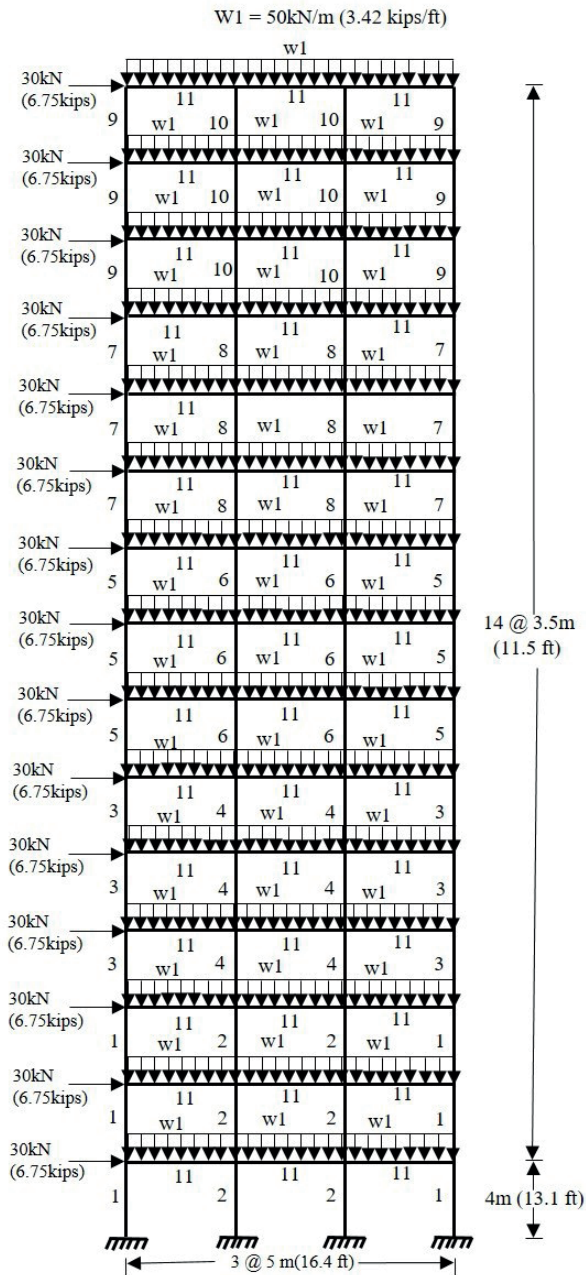 W1 = 50kN/m (3.42 kips/ft)
w1
30kN
(6.75kips) 11 11 11
9 w1 10 w1 10 w1 9
30kN
(6.75kips) 11 11 11
9 w1 10 w1 10 w1 9
30kN
(6.75kips) 11 11 11
9 w1 10 w1 10 w1 9
30kN
(6.75kips) 11 11 11
7 w1 8 w1 8 w1 7
30kN
(6.75kips) 11
7 w1 8 w1 8 w1 7
30kN
(6.75kips) 11 11 11
7 w1 8 w1 8 w1 7
30kN
(6.75kips) 11 11 11
5 w1 6 w1 6 w1 5
30kN
(6.75kips) 11 11 11
5 w1 6 w1 6 w1 5
14 @ 3.5m
(11.5 ft)
30kN
(6.75kips) 11 11 11
5 w1 6 w1 6 w1 5
30kN
(6.75kips) 11 11 11
3 w1 4 w1 4 w1 3
30kN
(6.75kips) 11 11 11
3 w1 4 w1 4 w1 3
30kN
(6.75kips) 11 11 11
3 w1 4 w1 4 w1 3
30kN
(6.75kips) 11 11 11
1 w1 2 w1 2 w1 1
30kN
(6.75kips) 11 11 11
1 w1 2 w1 2 w1 1
30kN
(6.75kips) 11 11 11
1 2 2 1
4m (13.1 ft)
3 @ 5 m(16.4 ft)